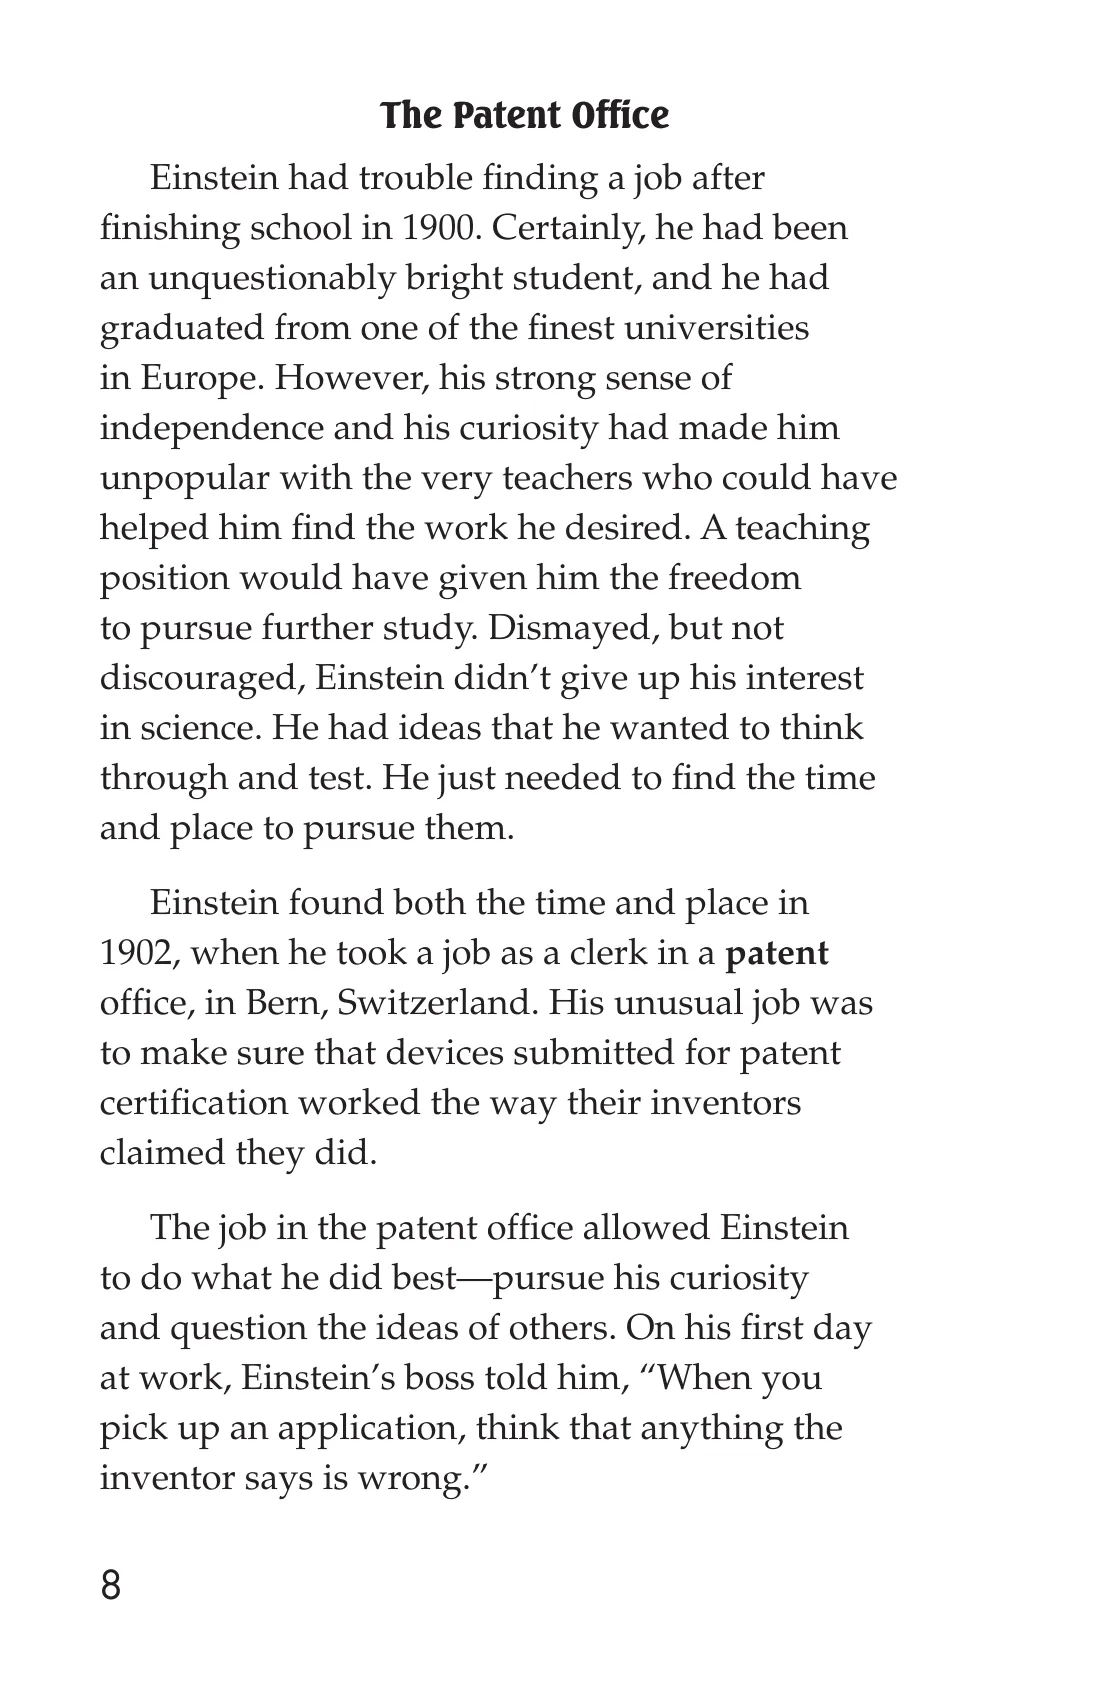 The Patent Office
Einstein had trouble finding a job after
finishing school in 1900. Certainly, he had been
an unquestionably bright student, and he had
graduated from one of the finest universities
in Europe. However, his strong sense of
independence and his curiosity had made him
unpopular with the very teachers who could have
helped him find the work he desired. A teaching
position would have given him the freedom
to pursue further study. Dismayed, but not
discouraged, Einstein didn’t give up his interest
in science. He had ideas that he wanted to think
through and test. He just needed to find the time
and place to pursue them.
Einstein found both the time and place in
1902, when he took a job as a clerk in a patent
office, in Bern, Switzerland. His unusual job was
to make sure that devices submitted for patent
certification worked the way their inventors
claimed they did.
The job in the patent office allowed Einstein
to do what he did best—pursue his curiosity
and question the ideas of others. On his first day
at work, Einstein’s boss told him, “When you
pick up an application, think that anything the
inventor says is wrong.”
8